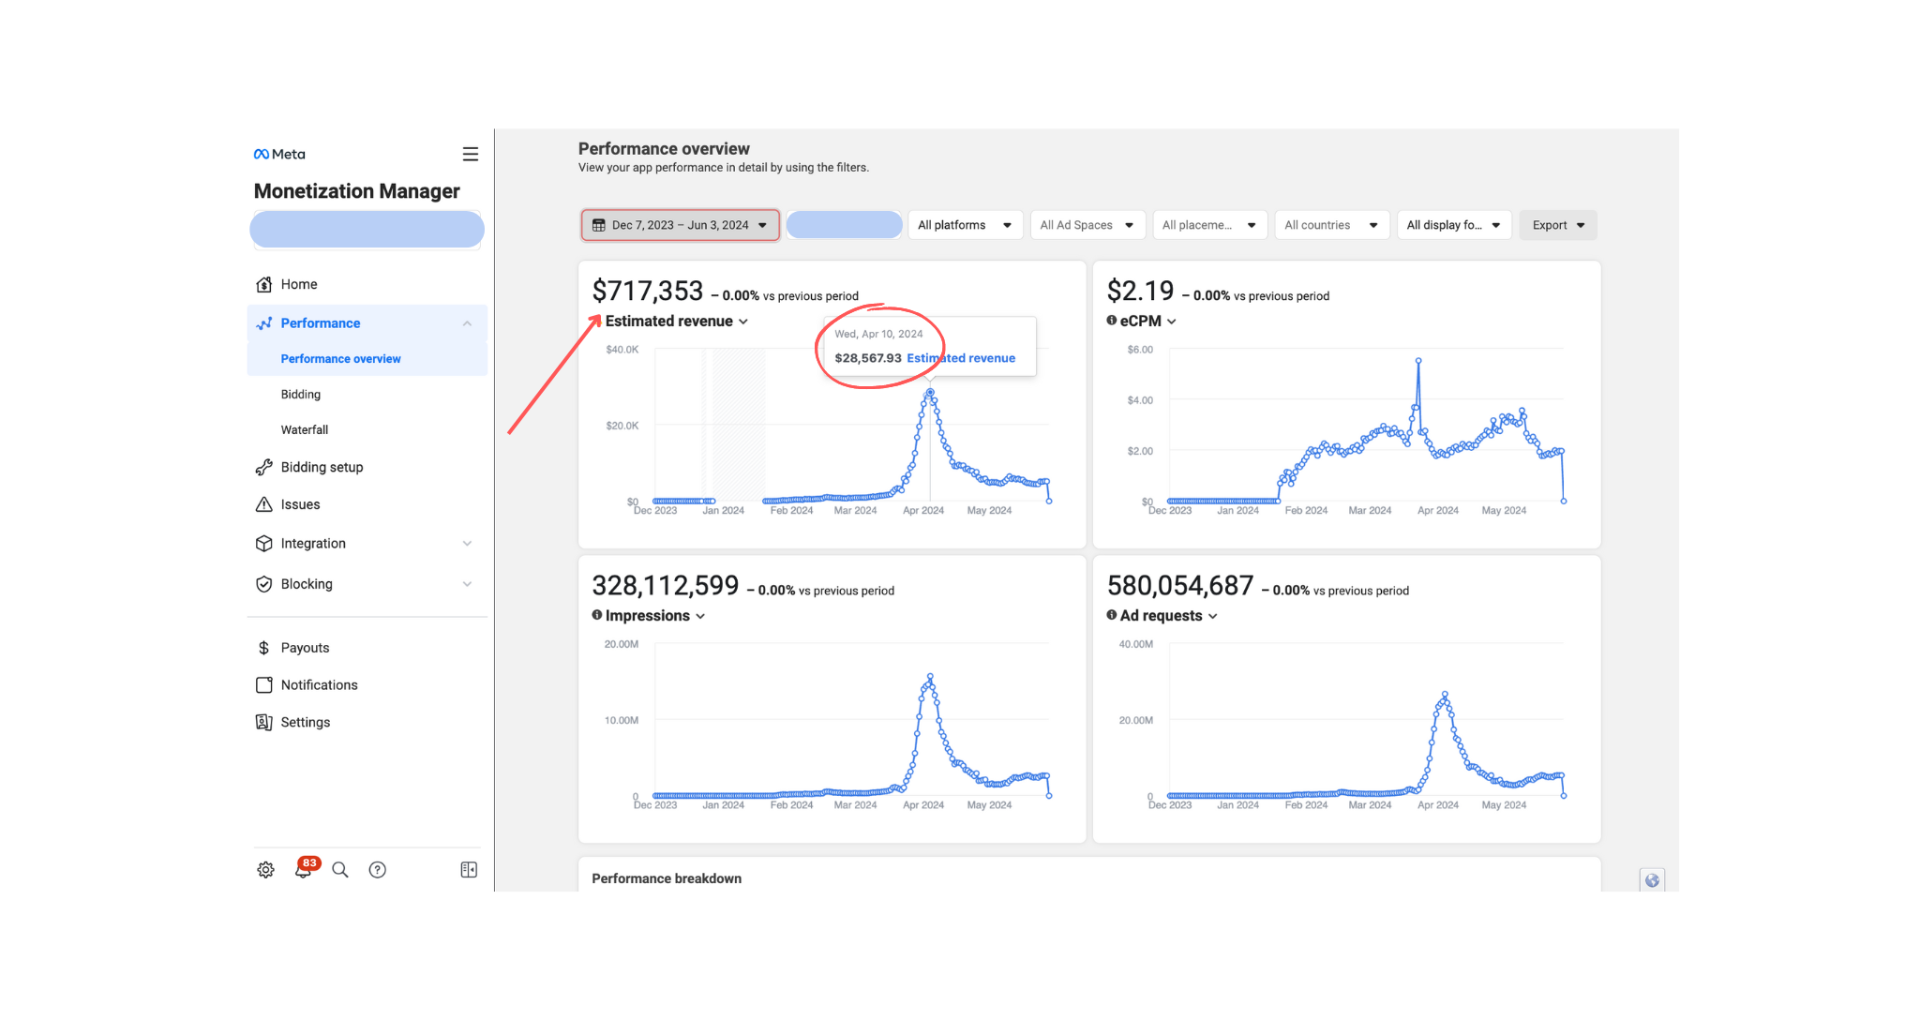 Meta
Monetization Manager
Home
Performance
Performance overview
Bidding
Waterfall
Bidding setup
Issues
Integration
Blocking
Payouts
Notifications
Settings
83
Performance overview
View your app performance in detail by using the filters.
Dec 7, 2023 – Jun 3, 2024
All platforms
All Ad Spaces
All placeme...
All countries
All display fo...
Export
$717,353 – 0.00% vs previous period
Estimated revenue
Wed, Apr 10, 2024
$28,567.93 Estimated revenue
$40.0K
$20.0K
$0
Dec 2023 Jan 2024 Feb 2024 Mar 2024 Apr 2024 May 2024
$2.19 – 0.00% vs previous period
eCPM
$6.00
$4.00
$2.00
$0
Dec 2023 Jan 2024 Feb 2024 Mar 2024 Apr 2024 May 2024
328,112,599 – 0.00% vs previous period
Impressions
20.00M
10.00M
0
Dec 2023 Jan 2024 Feb 2024 Mar 2024 Apr 2024 May 2024
580,054,687 – 0.00% vs previous period
Ad requests
40.00M
20.00M
0
Dec 2023 Jan 2024 Feb 2024 Mar 2024 Apr 2024 May 2024
Performance breakdown